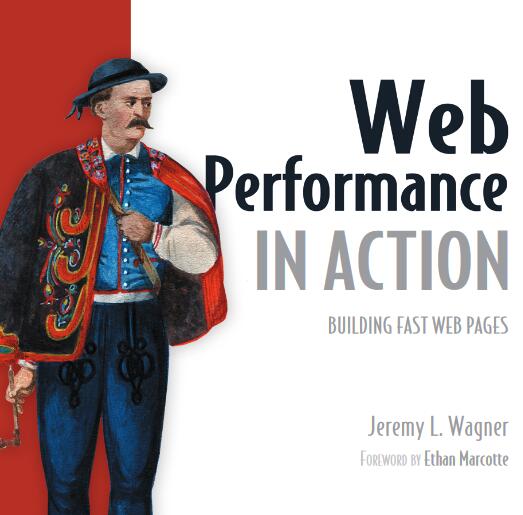 Web
Performance
IN ACTION
BUILDING FAST WEB PAGES
Jeremy L. Wagner
FOREWORD BY Ethan Marcotte